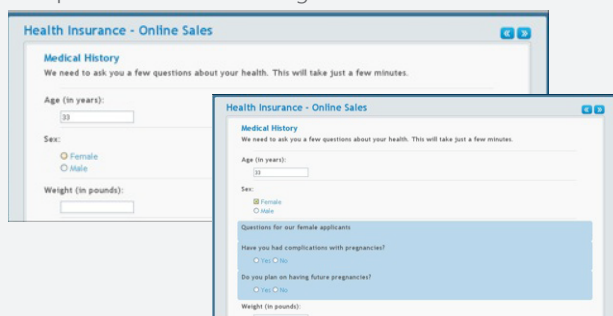 Health Insurance - Online Sales
Medical History
We need to ask you a few questions about your health. This will take just a few minutes.
Age (in years):
33
Sex:
Female
Male
Weight (in pounds):
Health Insurance - Online Sales
Medical History
We need to ask you a few questions about your health. This will take just a few minutes.
Age (in years):
33
Sex:
Female
Male
Questions for our female applicants
Have you had complications with pregnancies?
Yes No
Do you plan on having future pregnancies?
Yes No
Weight (in pounds):